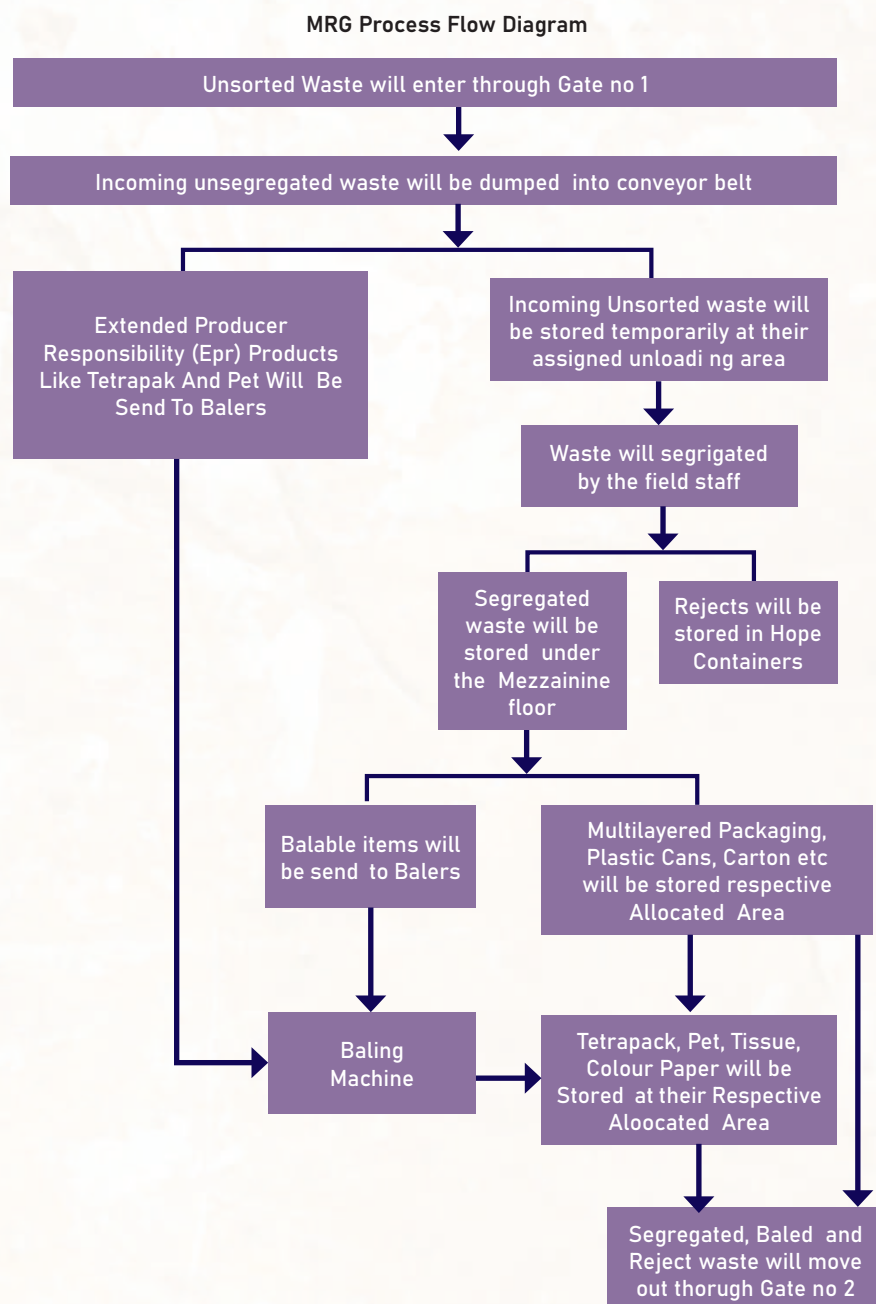 MRG Process Flow Diagram
Unsorted Waste will enter through Gate no 1
Incoming unsegregated waste will be dumped into conveyor belt
Extended Producer
Responsibility (Epr) Products
Like Tetrapak And Pet Will Be
Send To Balers
Incoming Unsorted waste will
be stored temporarily at their
assigned unloadi ng area
Waste will segrigated
by the field staff
Segregated
waste will be
stored under
the Mezzainine
floor
Rejects will be
stored in Hope
Containers
Balable items will
be send to Balers
Multilayered Packaging,
Plastic Cans, Carton etc
will be stored respective
Allocated Area
Baling
Machine
Tetrapack, Pet, Tissue,
Colour Paper will be
Stored at their Respective
Aloocated Area
Segregated, Baled and
Reject waste will move
out thorugh Gate no 2